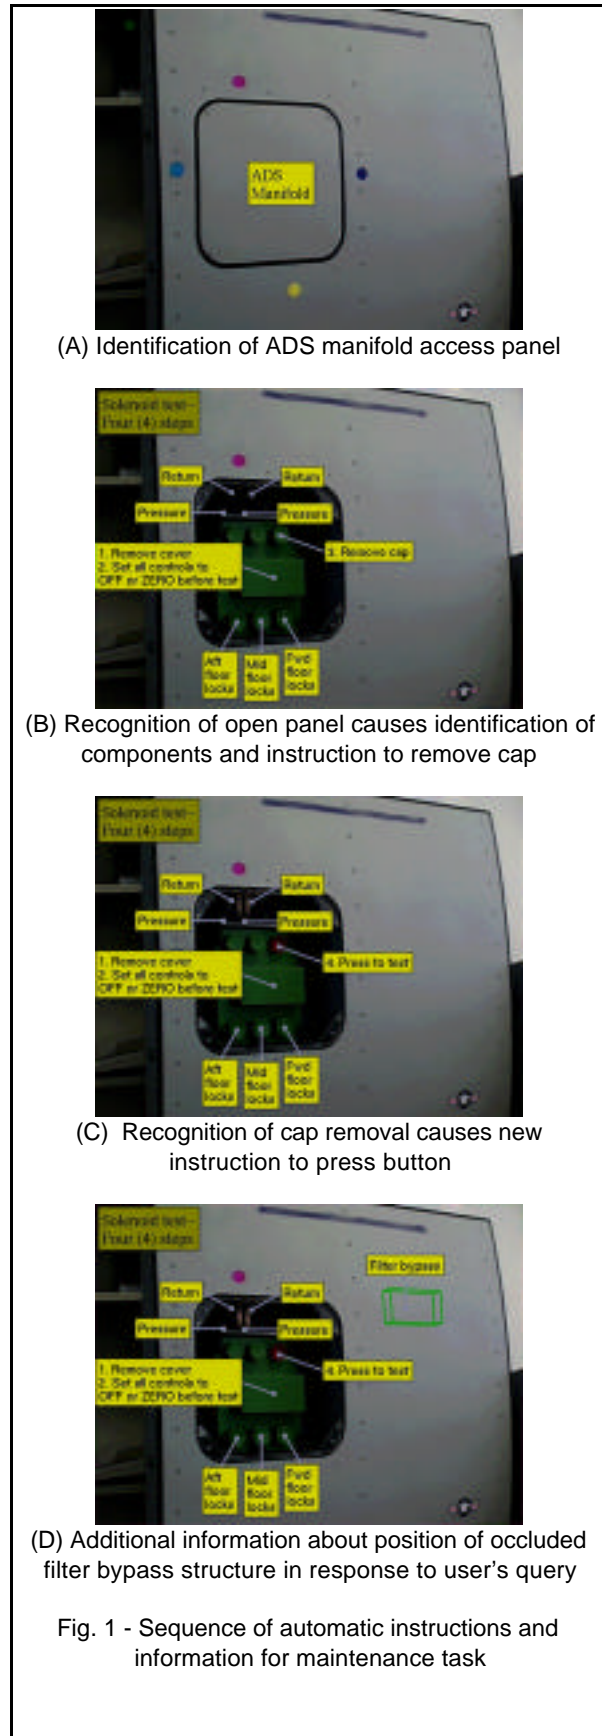 ADS
Manifold
(A) Identification of ADS manifold access panel
Solenoid test-
Four (4) steps
Return
Return
Pressure
Pressure
1. Remove cover
2. Set all controls to
OFF or ZERO before test
3. Remove cap
Aft
floor
locks
Mid
floor
locks
Fwd
floor
locks
(B) Recognition of open panel causes identification of
components and instruction to remove cap
Solenoid test-
Four (4) steps
Return
Return
Pressure
Pressure
1. Remove cover
2. Set all controls to
OFF or ZERO before test
4. Press to test
Aft
floor
locks
Mid
floor
locks
Fwd
floor
locks
(C) Recognition of cap removal causes new
instruction to press button
Solenoid test-
Four (4) steps
Filter bypass
Return
Return
Pressure
Pressure
1. Remove cover
2. Set all controls to
OFF or ZERO before test
4. Press to test
Aft
floor
locks
Mid
floor
locks
Fwd
floor
locks
(D) Additional information about position of occluded
filter bypass structure in response to user's query
Fig. 1 - Sequence of automatic instructions and
information for maintenance task